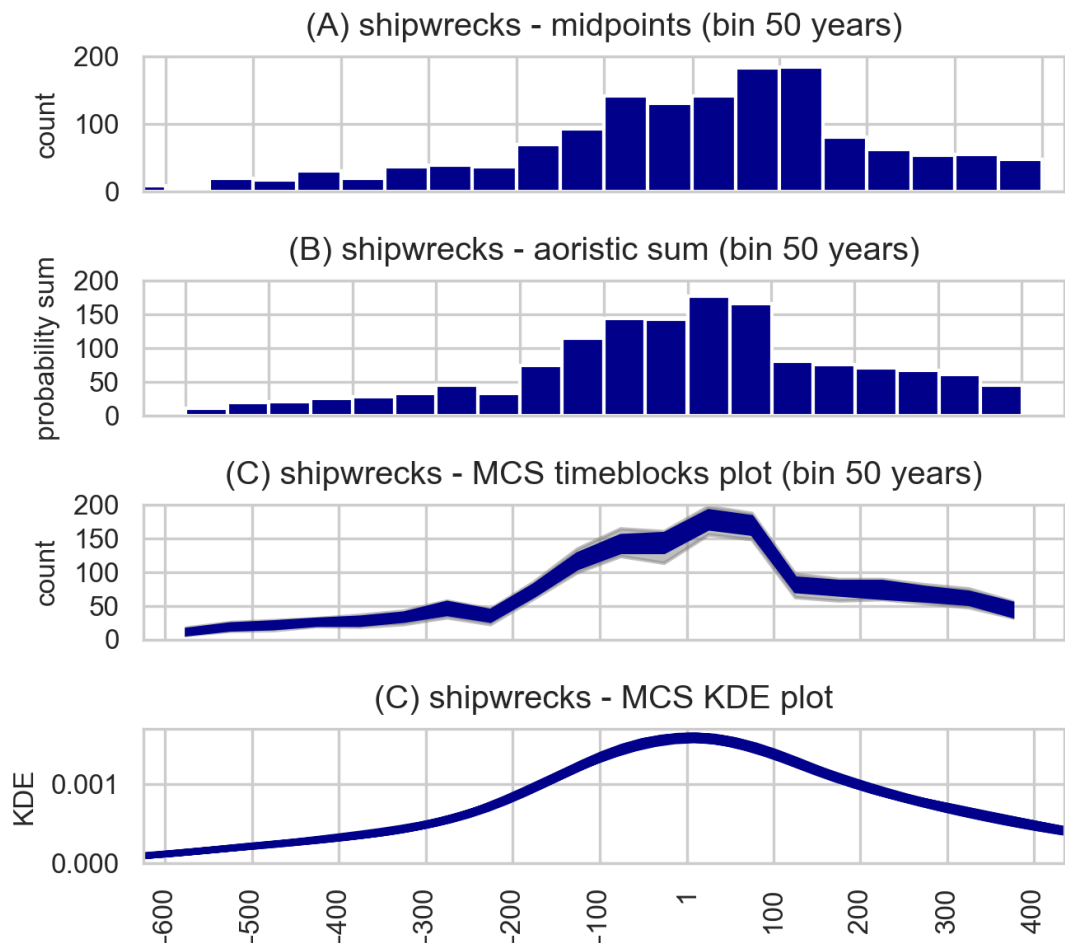 (A) shipwrecks - midpoints (bin 50 years)
200
100
0
count
(B) shipwrecks - aoristic sum (bin 50 years)
200
150
100
50
0
probability sum
(C) shipwrecks - MCS timeblocks plot (bin 50 years)
200
150
100
50
0
count
(C) shipwrecks - MCS KDE plot
0.001
0.000
KDE
-600 -500 -400 -300 -200 -100 1 100 200 300 400